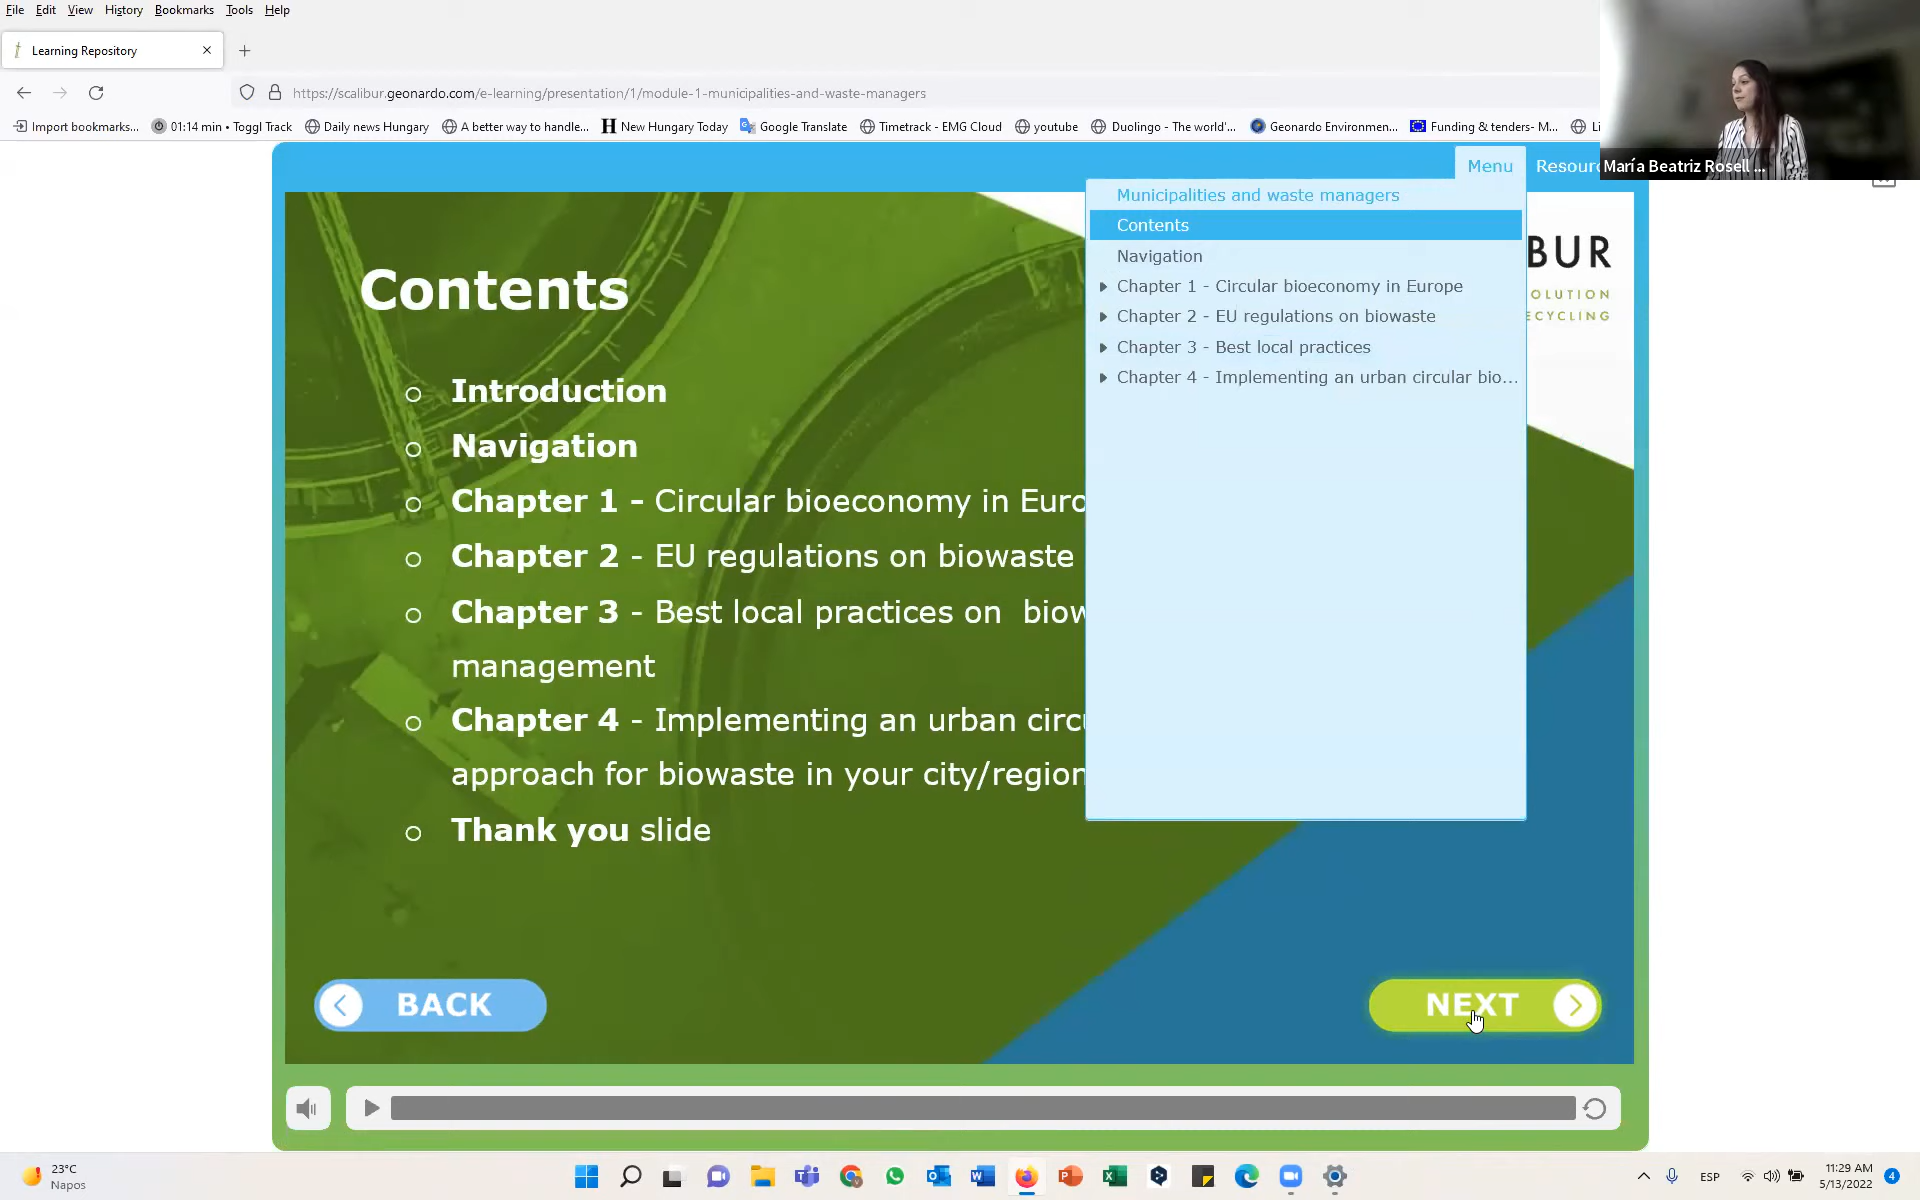 File Edit View History Bookmarks Tools Help
Learning Repository
https://scalibur.geonardo.com/e-learning/presentation/1/module-1-municipalities-and-waste-managers
Import bookmarks... 01:14 min • Toggl Track Daily news Hungary A better way to handle... New Hungary Today Google Translate Timetrack - EMG Cloud youtube Duolingo - The world'... Geonardo Environmen... Funding & tenders- M... Li
María Beatriz Rosell ...
Menu Resourc
Municipalities and waste managers
Contents
Navigation
Chapter 1 - Circular bioeconomy in Europe
Chapter 2 - EU regulations on biowaste
Chapter 3 - Best local practices
Chapter 4 - Implementing an urban circular bio...
BUR
OLUTION
ECYCLING
Contents
Introduction
Navigation
Chapter 1 - Circular bioeconomy in Euro
Chapter 2 - EU regulations on biowaste
Chapter 3 - Best local practices on biow
management
Chapter 4 - Implementing an urban circu
approach for biowaste in your city/region
Thank you slide
BACK
NEXT
23°C
Napos
ESP
11:29 AM
5/13/2022
4